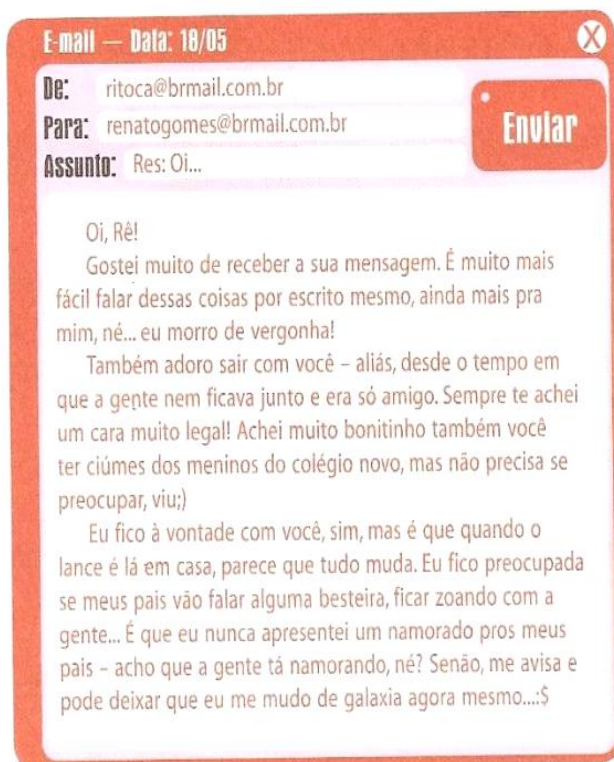 E-mail — Data: 18/05
X
De: ritoca@brmail.com.br
Para: renatogomes@brmail.com.br
Assunto: Res: Oi...
Enviar
Oi, Rê!
Gostei muito de receber a sua mensagem. É muito mais
fácil falar dessas coisas por escrito mesmo, ainda mais pra
mim, né... eu morro de vergonha!
Também adoro sair com você – aliás, desde o tempo em
que a gente nem ficava junto e era só amigo. Sempre te achei
um cara muito legal! Achei muito bonitinho também você
ter ciúmes dos meninos do colégio novo, mas não precisa se
preocupar, viu;)
Eu fico à vontade com você, sim, mas é que quando o
lance é lá em casa, parece que tudo muda. Eu fico preocupada
se meus pais vão falar alguma besteira, ficar zoando com a
gente... É que eu nunca apresentei um namorado pros meus
pais – acho que a gente tá namorando, né? Senão, me avisa e
pode deixar que eu me mudo de galaxia agora mesmo...:$